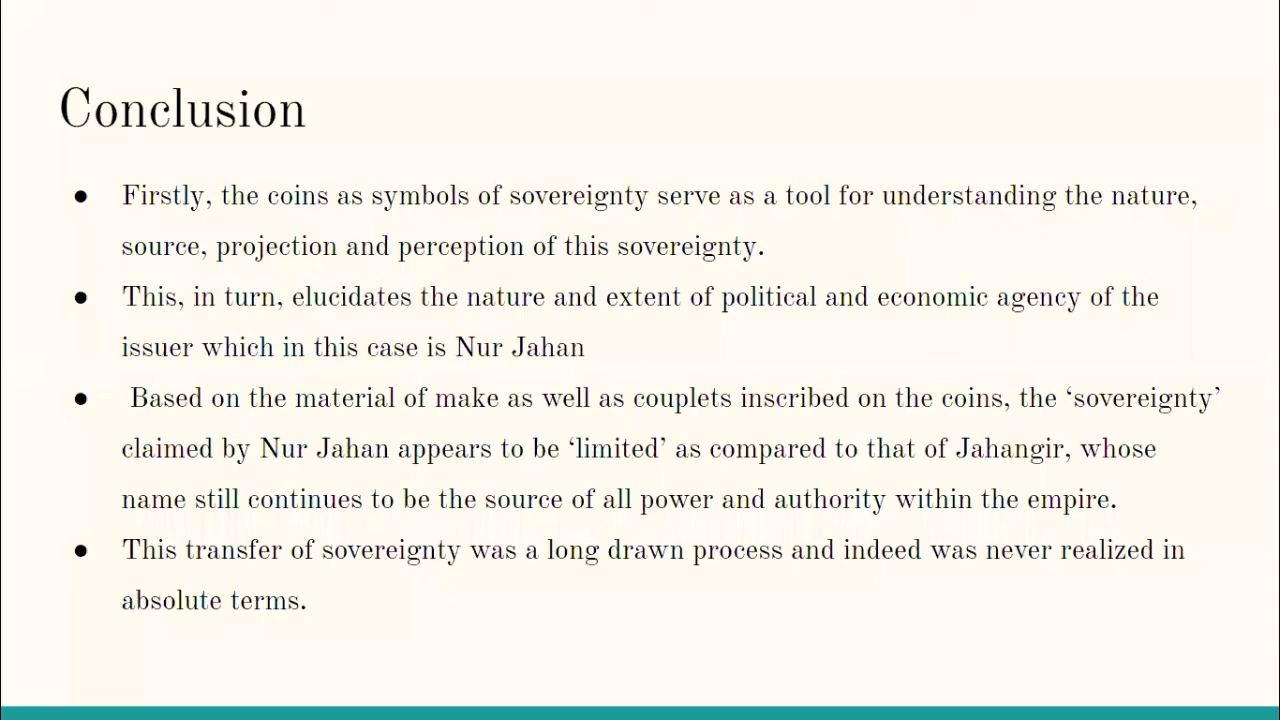 Conclusion
● Firstly, the coins as symbols of sovereignty serve as a tool for understanding the nature,
source, projection and perception of this sovereignty.
● This, in turn, elucidates the nature and extent of political and economic agency of the
issuer which in this case is Nur Jahan
● Based on the material of make as well as couplets inscribed on the coins, the ‘sovereignty’
claimed by Nur Jahan appears to be ‘limited’ as compared to that of Jahangir, whose
name still continues to be the source of all power and authority within the empire.
● This transfer of sovereignty was a long drawn process and indeed was never realized in
absolute terms.